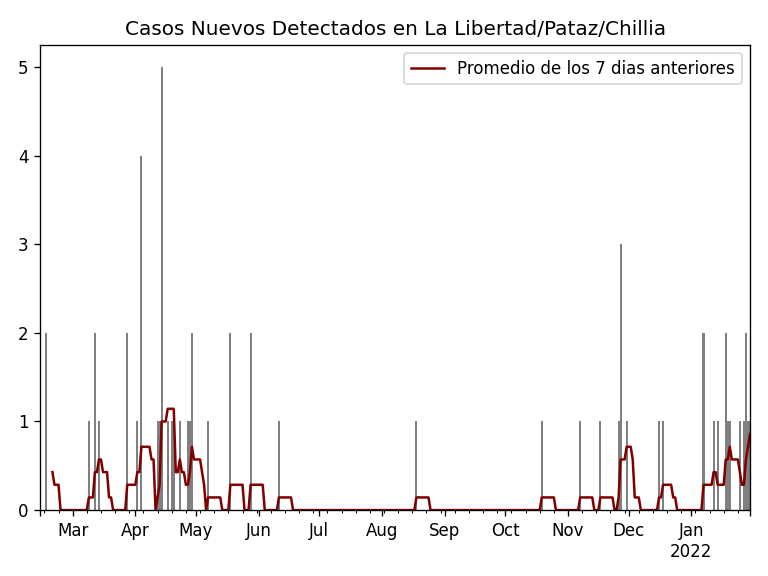 Casos Nuevos Detectados en La Libertad/Pataz/Chillia
Promedio de los 7 dias anteriores
5
4
3
2
1
0
Mar Apr May Jun Jul Aug Sep Oct Nov Dec Jan
2022